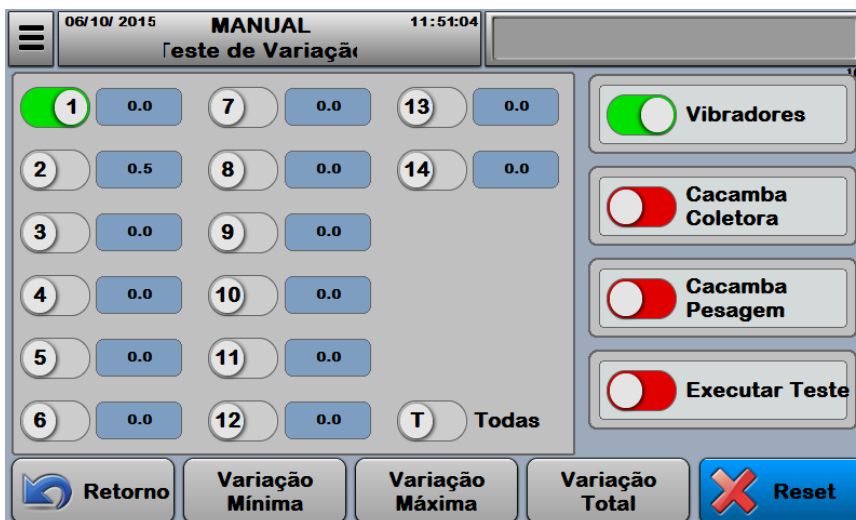 06/10/ 2015 MANUAL 11:51:04
Teste de Variação
1 0.0 7 0.0 13 0.0
2 0.5 8 0.0 14 0.0
3 0.0 9 0.0
4 0.0 10 0.0
5 0.0 11 0.0
6 0.0 12 0.0 T Todas
Vibradores
Cacamba
Coletora
Cacamba
Pesagem
Executar Teste
Retorno
Variação
Mínima
Variação
Máxima
Variação
Total
Reset